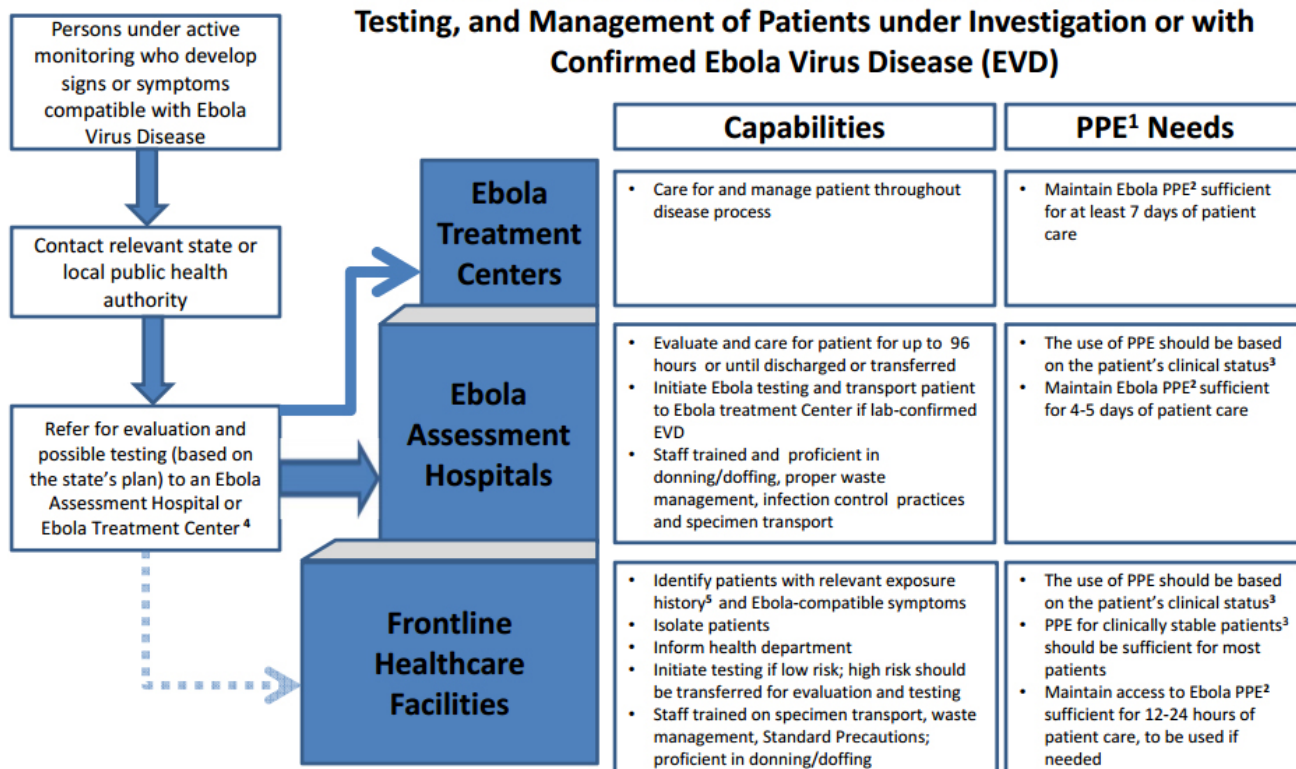 Testing, and Management of Patients under Investigation or with
Confirmed Ebola Virus Disease (EVD)
Persons under active
monitoring who develop
signs or symptoms
compatible with Ebola
Virus Disease
Contact relevant state or
local public health
authority
Refer for evaluation and
possible testing (based on
the state’s plan) to an Ebola
Assessment Hospital or
Ebola Treatment Center ⁴
Capabilities
PPE¹ Needs
Ebola
Treatment
Centers
• Care for and manage patient throughout
disease process
• Maintain Ebola PPE² sufficient
for at least 7 days of patient
care
Ebola
Assessment
Hospitals
• Evaluate and care for patient for up to 96
hours or until discharged or transferred
• Initiate Ebola testing and transport patient
to Ebola treatment Center if lab-confirmed
EVD
• Staff trained and proficient in
donning/doffing, proper waste
management, infection control practices
and specimen transport
• The use of PPE should be based
on the patient’s clinical status³
• Maintain Ebola PPE² sufficient
for 4-5 days of patient care
Frontline
Healthcare
Facilities
• Identify patients with relevant exposure
history⁵ and Ebola-compatible symptoms
• Isolate patients
• Inform health department
• Initiate testing if low risk; high risk should
be transferred for evaluation and testing
• Staff trained on specimen transport, waste
management, Standard Precautions;
proficient in donning/doffing
• The use of PPE should be based
on the patient’s clinical status³
• PPE for clinically stable patients³
should be sufficient for most
patients
• Maintain access to Ebola PPE²
sufficient for 12-24 hours of
patient care, to be used if
needed